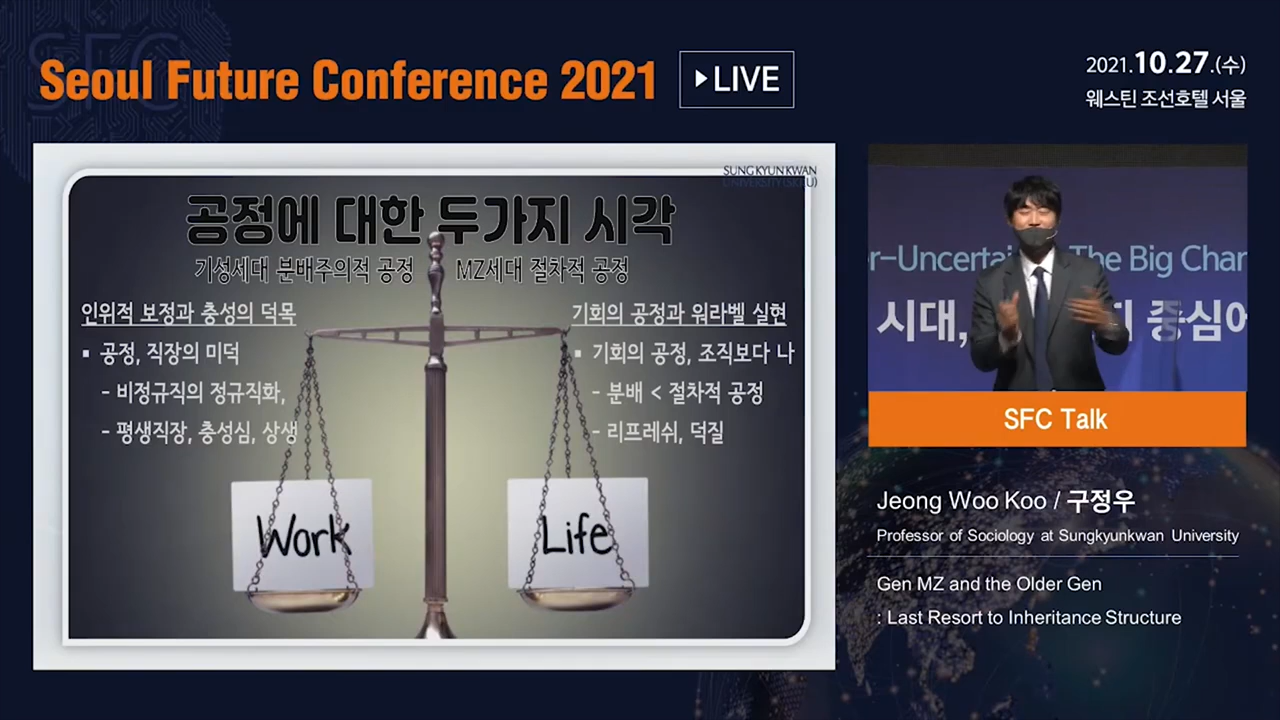 SFC
Seoul Future Conference 2021
LIVE
2021.10.27.(수)
웨스틴 조선호텔 서울
SUNG KYUN KWAN
UNIVERSITY (SKKU)
공정에 대한 두가지 시각
기성세대 분배주의적 공정
MZ세대 절차적 공정
인위적 보정과 충성의 덕목
▪ 공정, 직장의 미덕
- 비정규직의 정규직화,
- 평생직장, 충성심, 상생
기회의 공정과 워라벨 실현
▪ 기회의 공정, 조직보다 나
- 분배 < 절차적 공정
- 리프레쉬, 덕질
Work
Life
r-Uncertai The Big Char
시대, 중심에
SFC Talk
Jeong Woo Koo / 구정우
Professor of Sociology at Sungkyunkwan University
Gen MZ and the Older Gen
: Last Resort to Inheritance Structure